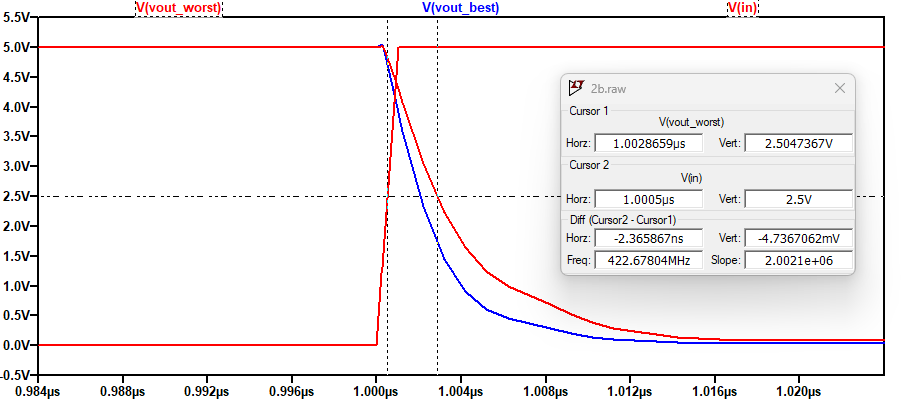 V(vout_worst) V(vout_best) V(in)
5.5V
5.0V
4.5V
4.0V
3.5V
3.0V
2.5V
2.0V
1.5V
1.0V
0.5V
0.0V
-0.5V
0.984µs 0.988µs 0.992µs 0.996µs 1.000µs 1.004µs 1.008µs 1.012µs 1.016µs 1.020µs
2b.raw
Cursor 1
V(vout_worst)
Horz: 1.0028659µs Vert: 2.5047367V
Cursor 2
V(in)
Horz: 1.0005µs Vert: 2.5V
Diff (Cursor2 - Cursor1)
Horz: -2.365867ns Vert: -4.7367062mV
Freq: 422.67804MHz Slope: 2.0021e+06